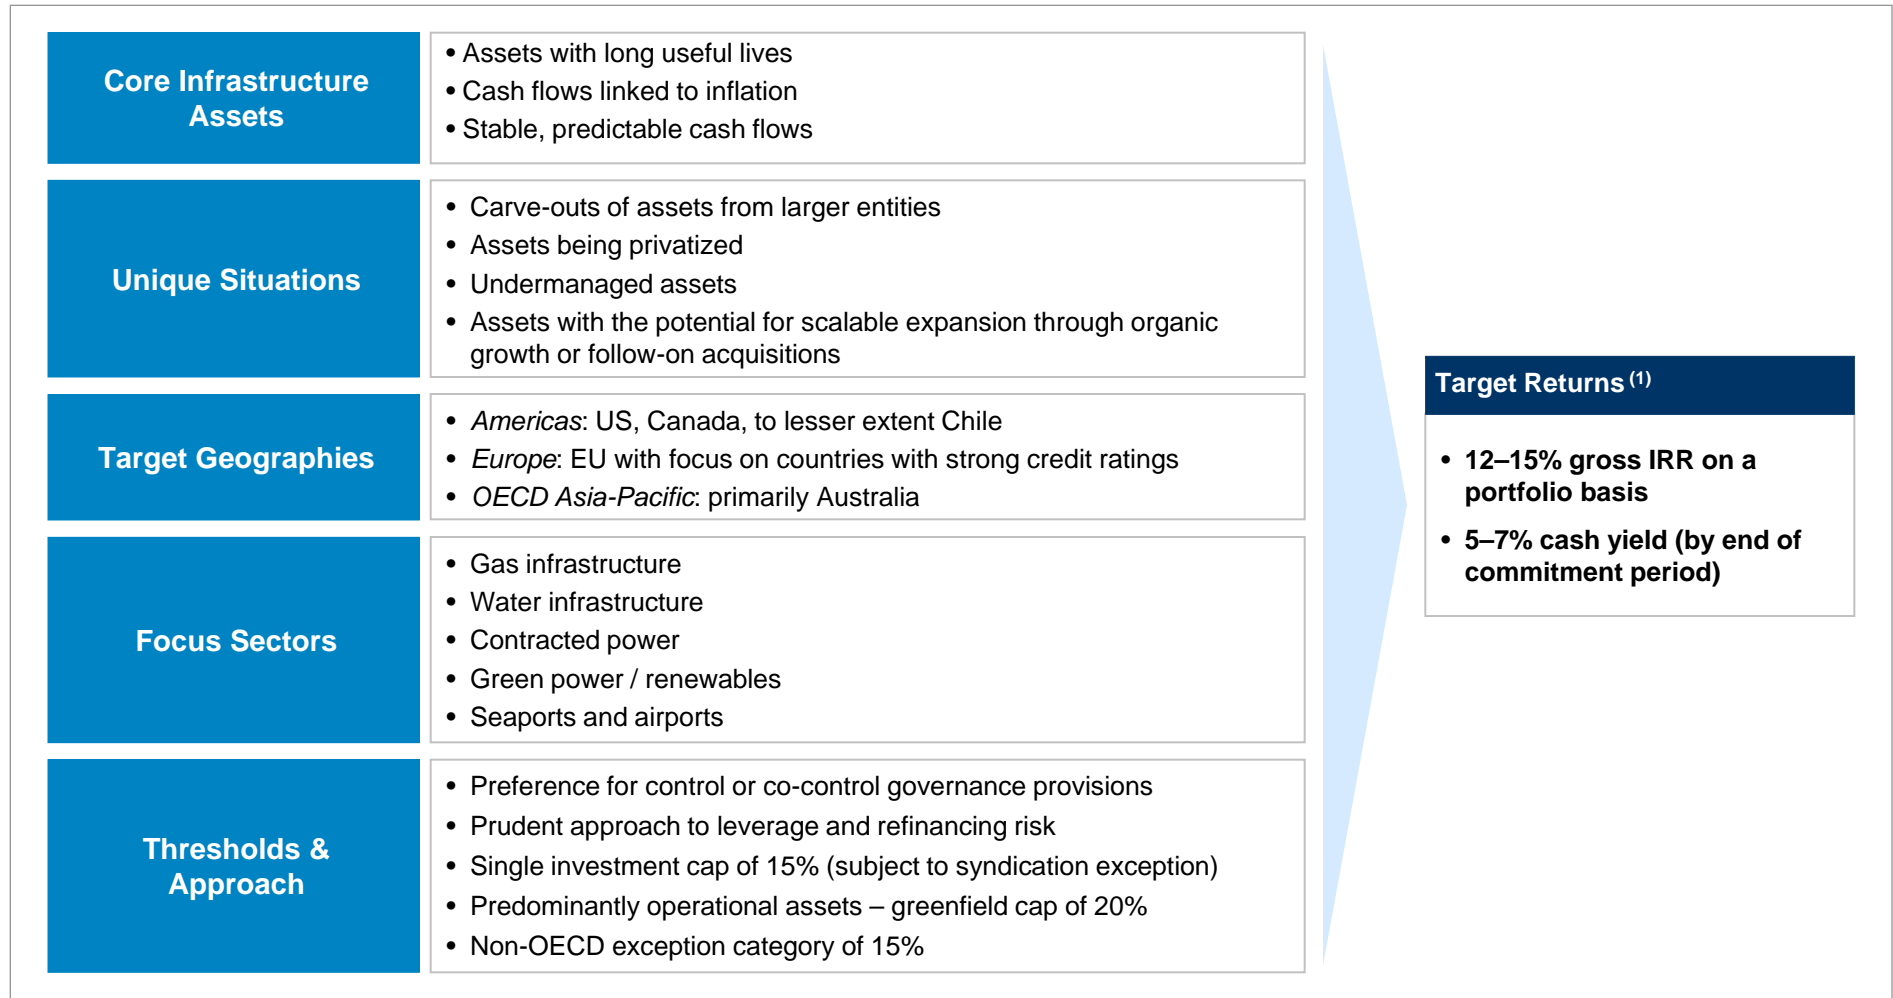 Core Infrastructure
Assets
• Assets with long useful lives
• Cash flows linked to inflation
• Stable, predictable cash flows
Unique Situations
• Carve-outs of assets from larger entities
• Assets being privatized
• Undermanaged assets
• Assets with the potential for scalable expansion through organic
growth or follow-on acquisitions
Target Geographies
• Americas: US, Canada, to lesser extent Chile
• Europe: EU with focus on countries with strong credit ratings
• OECD Asia-Pacific: primarily Australia
Focus Sectors
• Gas infrastructure
• Water infrastructure
• Contracted power
• Green power / renewables
• Seaports and airports
Thresholds &
Approach
• Preference for control or co-control governance provisions
• Prudent approach to leverage and refinancing risk
• Single investment cap of 15% (subject to syndication exception)
• Predominantly operational assets – greenfield cap of 20%
• Non-OECD exception category of 15%
Target Returns (1)
• 12–15% gross IRR on a
portfolio basis
• 5–7% cash yield (by end of
commitment period)